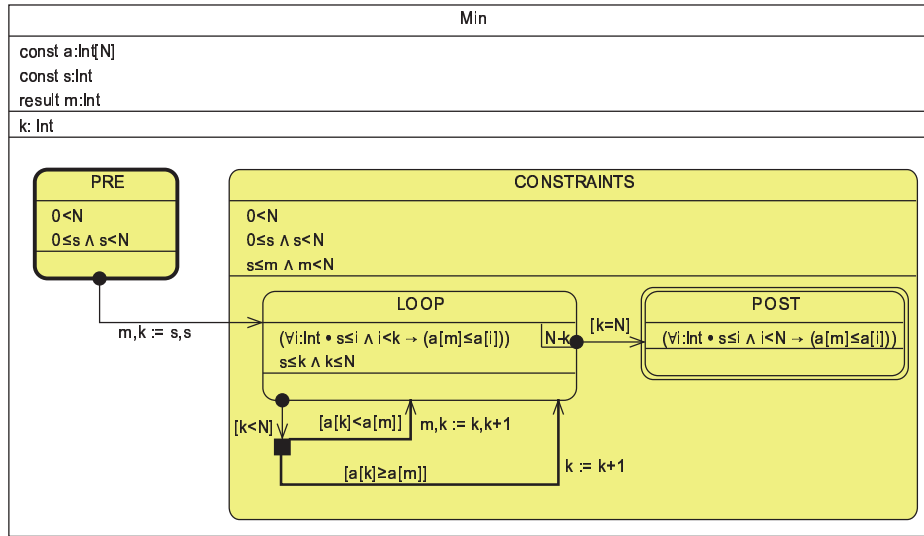 Min
const a:Int[N]
const s:Int
result m:Int
k: Int
PRE
0<N
0≤s ∧ s<N
m,k := s,s
CONSTRAINTS
0<N
0≤s ∧ s<N
s≤m ∧ m<N
LOOP
(∀i:Int • s≤i ∧ i<k → (a[m]≤a[i]))
s≤k ∧ k≤N
N-k
[k=N]
POST
(∀i:Int • s≤i ∧ i<N → (a[m]≤a[i]))
[k<N]
[a[k]<a[m]]
m,k := k,k+1
[a[k]≥a[m]]
k := k+1